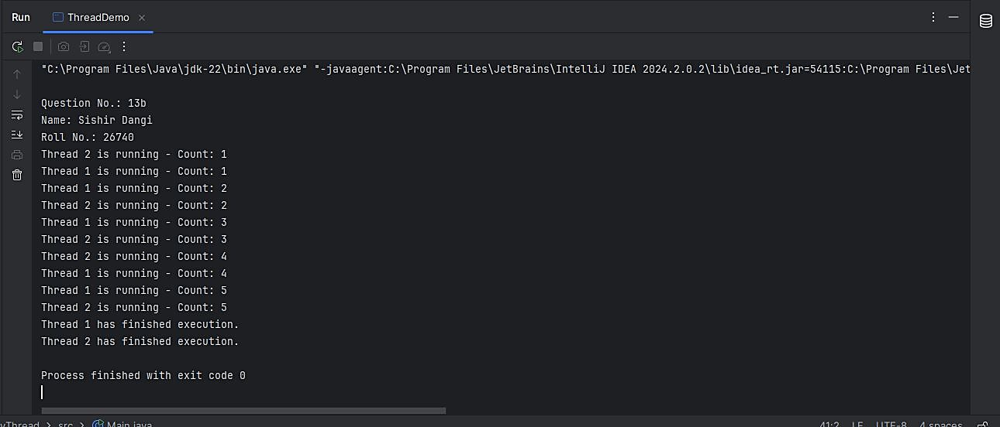 Run
ThreadDemo
"C:\Program Files\Java\jdk-22\bin\java.exe" "-javaagent:C:\Program Files\JetBrains\IntelliJ IDEA 2024.2.0.2\lib\idea_rt.jar=54115:C:\Program Files\Jet
Question No.: 13b
Name: Sishir Dangi
Roll No.: 26740
Thread 2 is running - Count: 1
Thread 1 is running - Count: 1
Thread 1 is running - Count: 2
Thread 2 is running - Count: 2
Thread 1 is running - Count: 3
Thread 2 is running - Count: 3
Thread 2 is running - Count: 4
Thread 1 is running - Count: 4
Thread 1 is running - Count: 5
Thread 2 is running - Count: 5
Thread 1 has finished execution.
Thread 2 has finished execution.
Process finished with exit code 0
yThread > src > Main.java 41:2 LF UTF-8 4 spaces